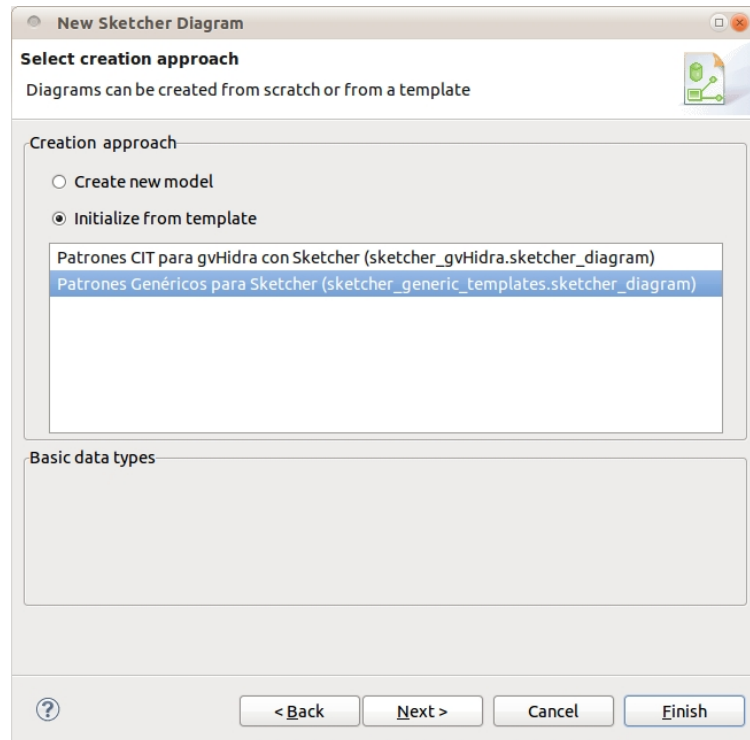 New Sketcher Diagram
Select creation approach
Diagrams can be created from scratch or from a template
Creation approach
Create new model
Initialize from template
Patrones CIT para gvHidra con Sketcher (sketcher_gvHidra.sketcher_diagram)
Patrones Genéricos para Sketcher (sketcher_generic_templates.sketcher_diagram)
Basic data types
?
< Back
Next >
Cancel
Finish